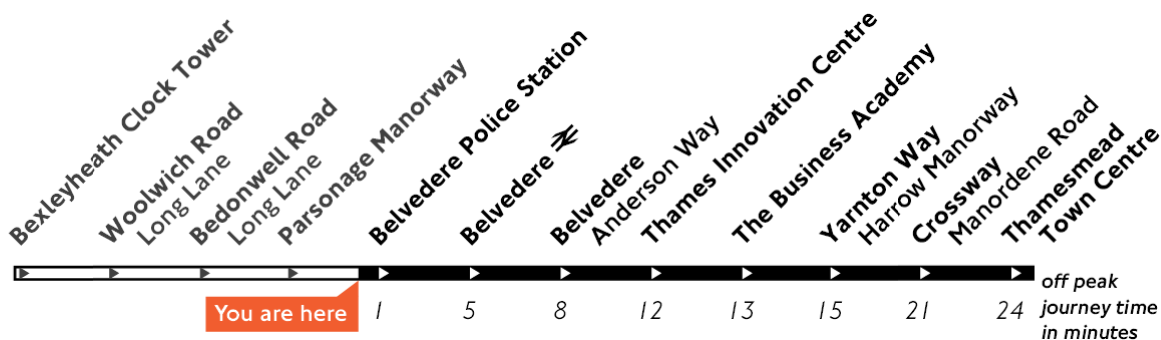 Bexleyheath Clock Tower
Woolwich Road
Long Lane
Bedonwell Road
Long Lane
Parsonage Manorway
Belvedere Police Station
Belvedere
Belvedere
Anderson Way
Thames Innovation Centre
The Business Academy
Yarnton Way
Harrow Manorway
Crossway
Manordene Road
Thamesmead
Town Centre
You are here
1 5 8 12 13 15 21 24
off peak
journey time
in minutes